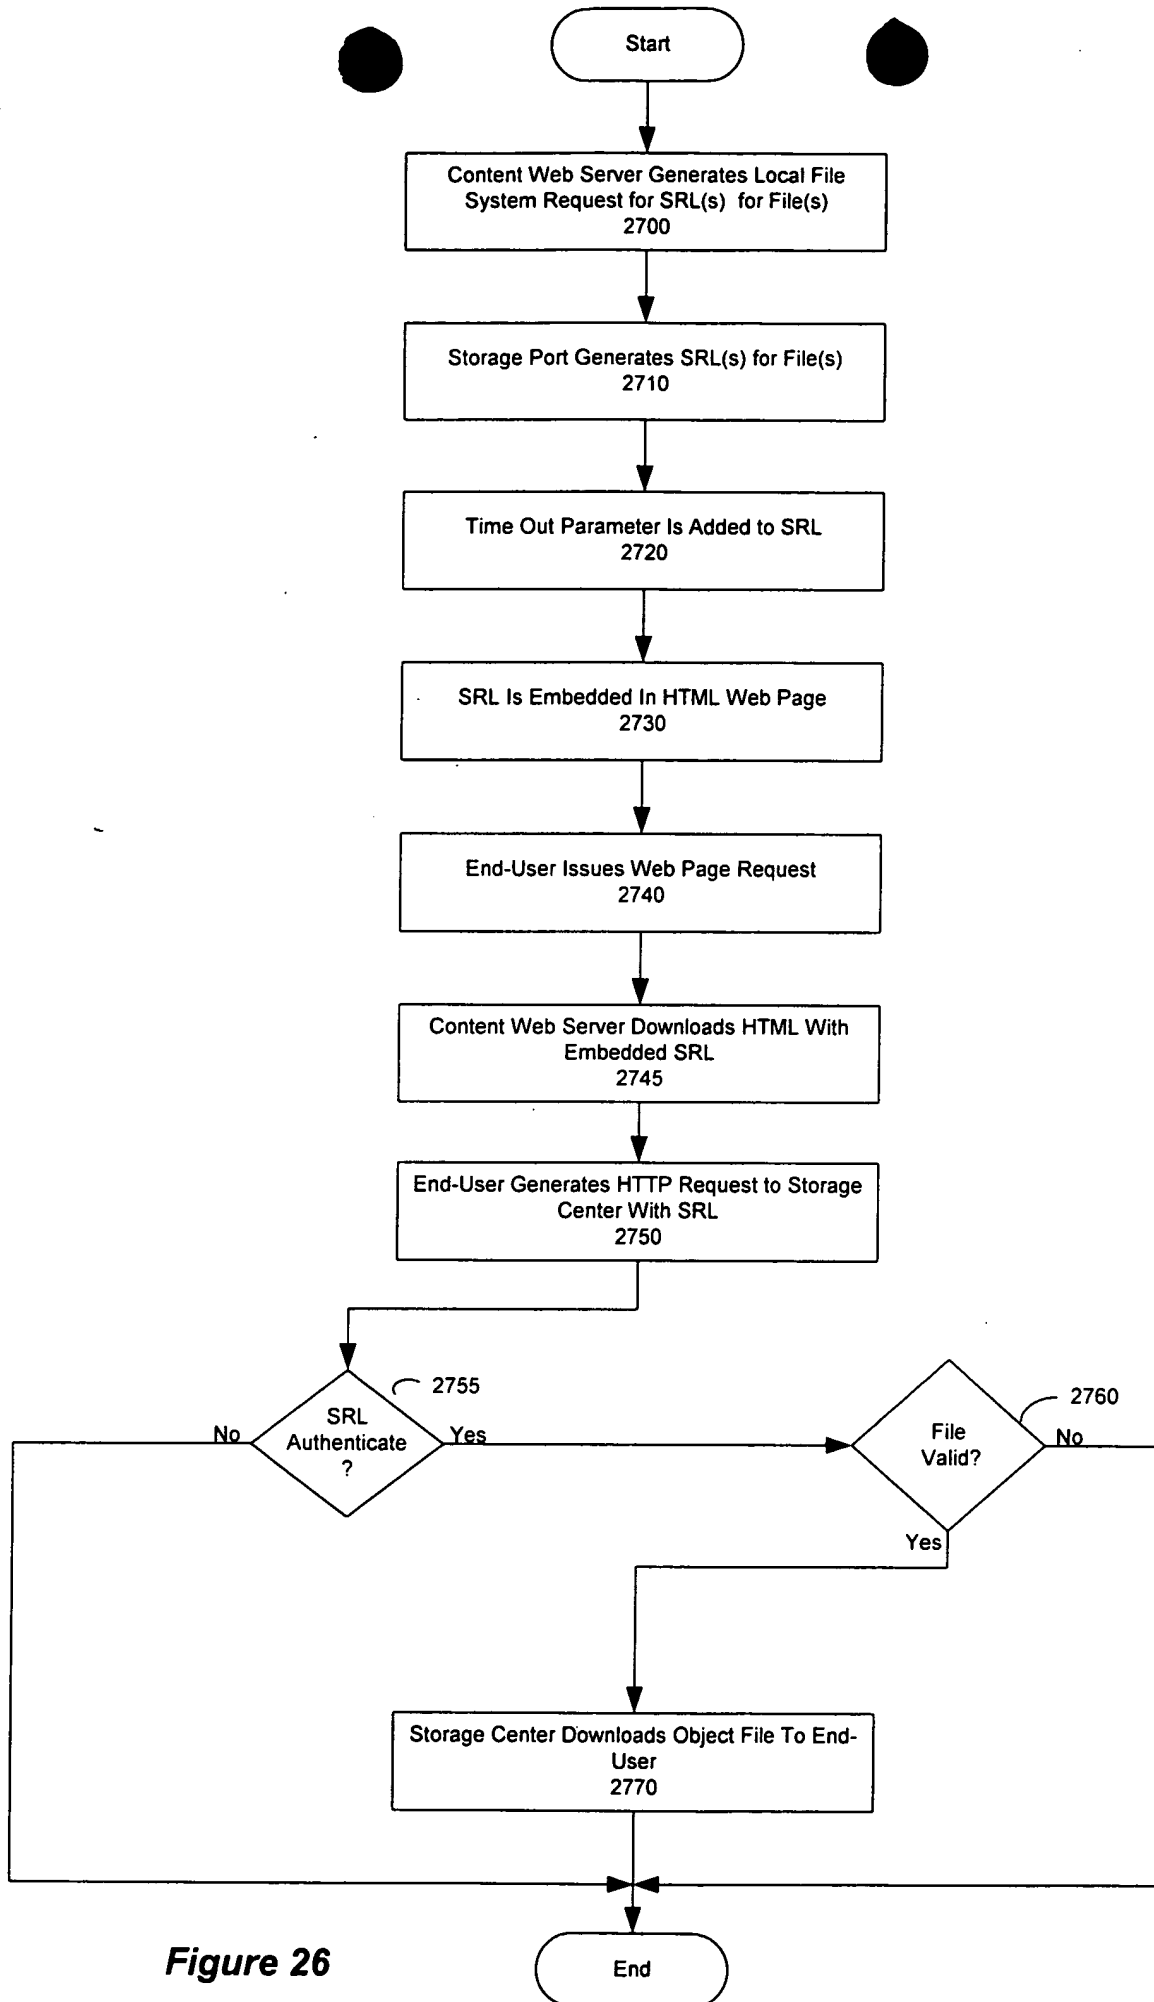 Start
Content Web Server Generates Local File
System Request for SRL(s) for File(s)
2700
Storage Port Generates SRL(s) for File(s)
2710
Time Out Parameter Is Added to SRL
2720
SRL Is Embedded In HTML Web Page
2730
End-User Issues Web Page Request
2740
Content Web Server Downloads HTML With
Embedded SRL
2745
End-User Generates HTTP Request to Storage
Center With SRL
2750
2755
SRL
Authenticate
?
No
Yes
2760
File
Valid?
No
Yes
Storage Center Downloads Object File To End-
User
2770
End
Figure 26